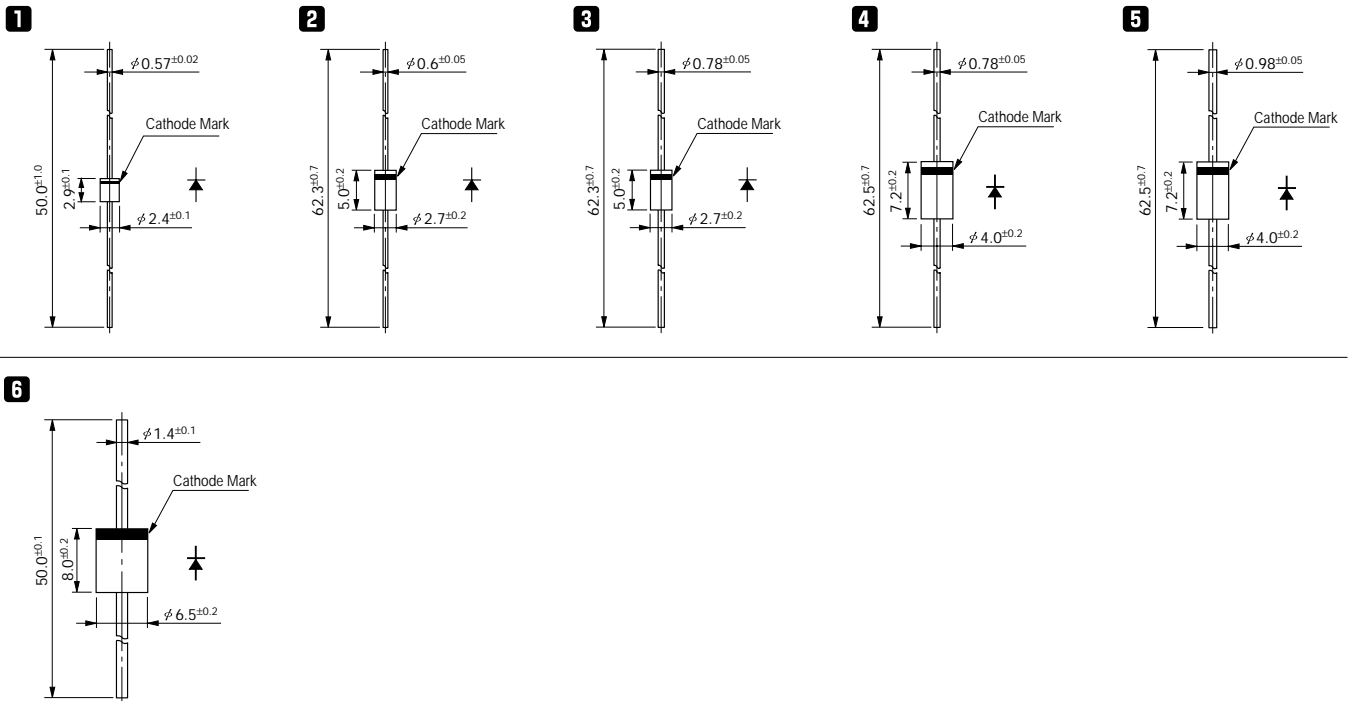 1
φ0.57±0.02
Cathode Mark
50.0±1.0
2.9±0.1
φ2.4±0.1
2
φ0.6±0.05
Cathode Mark
62.3±0.7
5.0±0.2
φ2.7±0.2
3
φ0.78±0.05
Cathode Mark
62.3±0.7
5.0±0.2
φ2.7±0.2
4
φ0.78±0.05
Cathode Mark
62.5±0.7
7.2±0.2
φ4.0±0.2
5
φ0.98±0.05
Cathode Mark
62.5±0.7
7.2±0.2
φ4.0±0.2
6
φ1.4±0.1
Cathode Mark
50.0±0.1
8.0±0.2
φ6.5±0.2